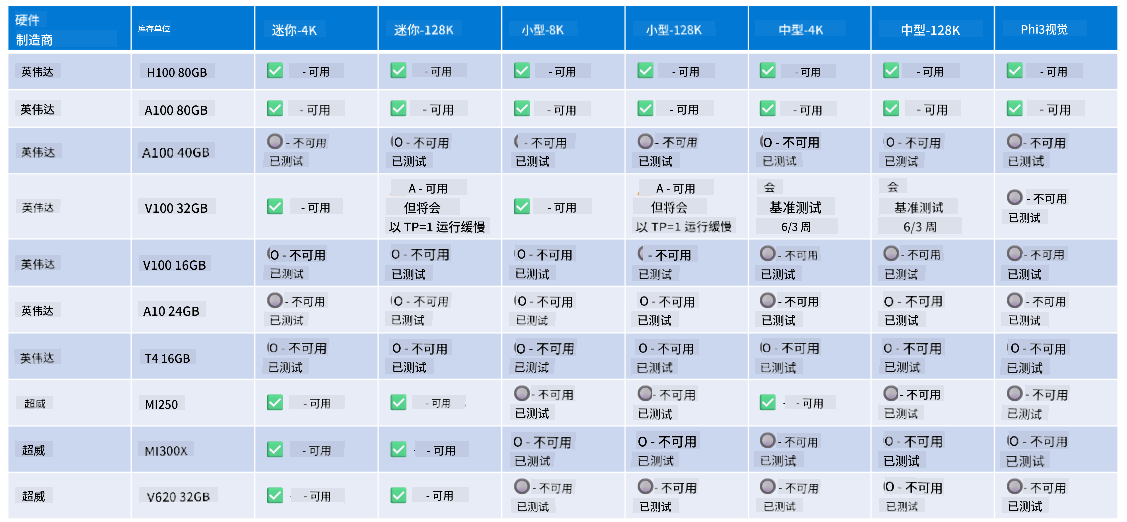 硬件
制造商 库存单位 迷你-4K 迷你-128K 小型-8K 小型-128K 中型-4K 中型-128K Phi3视觉
英伟达 H100 80GB ✅ - 可用 ✅ - 可用 ✅ - 可用 ✅ - 可用 ✅ - 可用 ✅ - 可用 ✅ - 可用
英伟达 A100 80GB ✅ - 可用 ✅ - 可用 ✅ - 可用 ✅ - 可用 ✅ - 可用 ✅ - 可用 ✅ - 可用
英伟达 A100 40GB - 不可用 O - 不可用 - 不可用 - 不可用 O - 不可用 O - 不可用 - 不可用
已测试 已测试 已测试 已测试 已测试 已测试 已测试
A - 可用 A - 可用 会 会
英伟达 V100 32GB ✅ - 可用 但将会 ✅ - 可用 但将会 基准测试 基准测试 - 不可用
以 TP=1 运行缓慢 以 TP=1 运行缓慢 6/3 周 6/3 周 已测试
英伟达 V100 16GB O - 不可用 O - 不可用 O - 不可用 - 不可用 - 不可用 - 不可用 - 不可用
已测试 已测试 已测试 已测试 已测试 已测试 已测试
英伟达 A10 24GB - 不可用 O - 不可用 O - 不可用 O - 不可用 - 不可用 O - 不可用 - 不可用
已测试 已测试 已测试 已测试 已测试 已测试 已测试
英伟达 T4 16GB O - 不可用 O - 不可用 O - 不可用 O - 不可用 O - 不可用 O - 不可用 O - 不可用
已测试 已测试 已测试 已测试 已测试 已测试 已测试
超威 MI250 ✅ - 可用 ✅ - 可用 - 不可用 - 不可用 ✅ - - 可用 - 不可用 - 不可用
已测试 已测试 已测试 已测试
超威 MI300X ✅ - 可用 ✅ - 可用 O - 不可用 O - 不可用 - 不可用 O - 不可用 O - 不可用
已测试 已测试 已测试 已测试 已测试
超威 V620 32GB ✅ - 可用 ✅ - 可用 - 不可用 - 不可用 - 不可用 O - 不可用 - 不可用
已测试 已测试 已测试 已测试 已测试